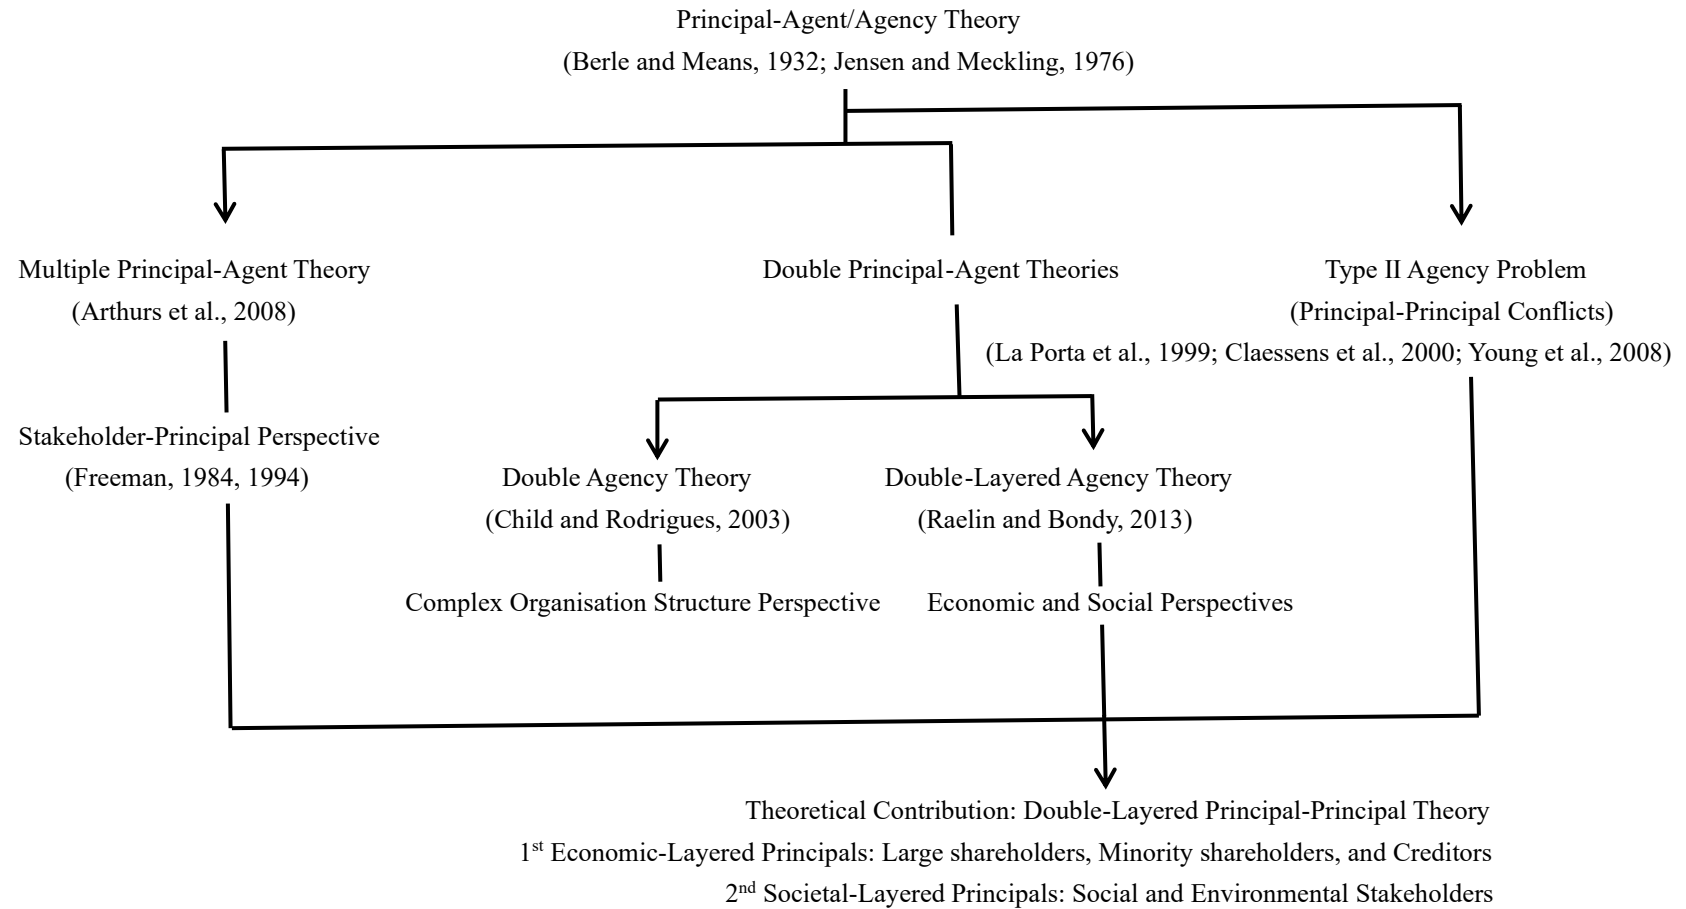 Principal-Agent/Agency Theory
(Berle and Means, 1932; Jensen and Meckling, 1976)
Multiple Principal-Agent Theory
(Arthurs et al., 2008)
Double Principal-Agent Theories
Type II Agency Problem
(Principal-Principal Conflicts)
(La Porta et al., 1999; Claessens et al., 2000; Young et al., 2008)
Stakeholder-Principal Perspective
(Freeman, 1984, 1994)
Double Agency Theory
(Child and Rodrigues, 2003)
Double-Layered Agency Theory
(Raelin and Bondy, 2013)
Complex Organisation Structure Perspective
Economic and Social Perspectives
Theoretical Contribution: Double-Layered Principal-Principal Theory
1st Economic-Layered Principals: Large shareholders, Minority shareholders, and Creditors
2nd Societal-Layered Principals: Social and Environmental Stakeholders